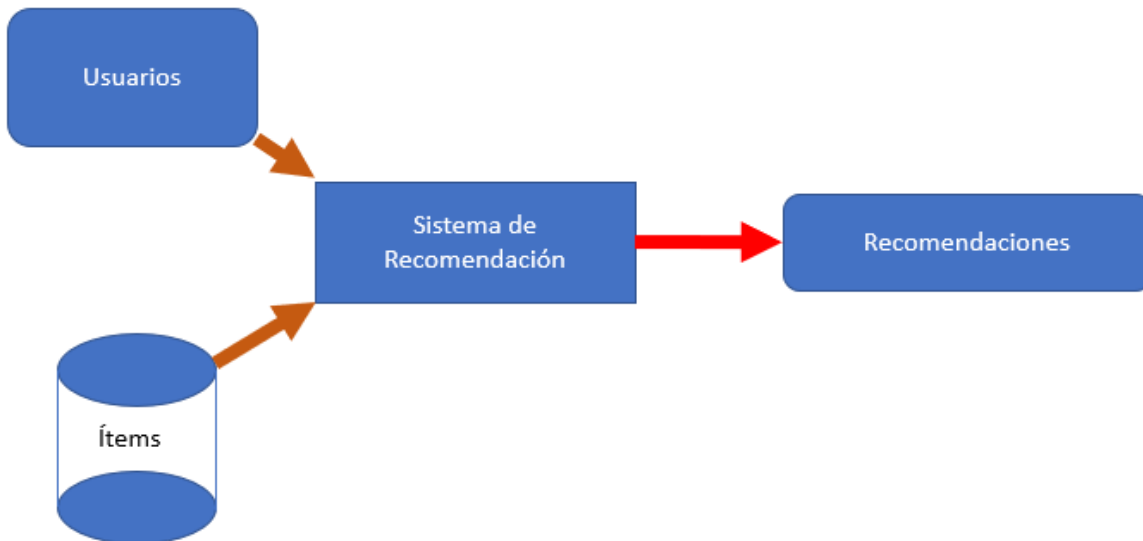 Usuarios
Sistema de
Recomendación
Recomendaciones
Ítems